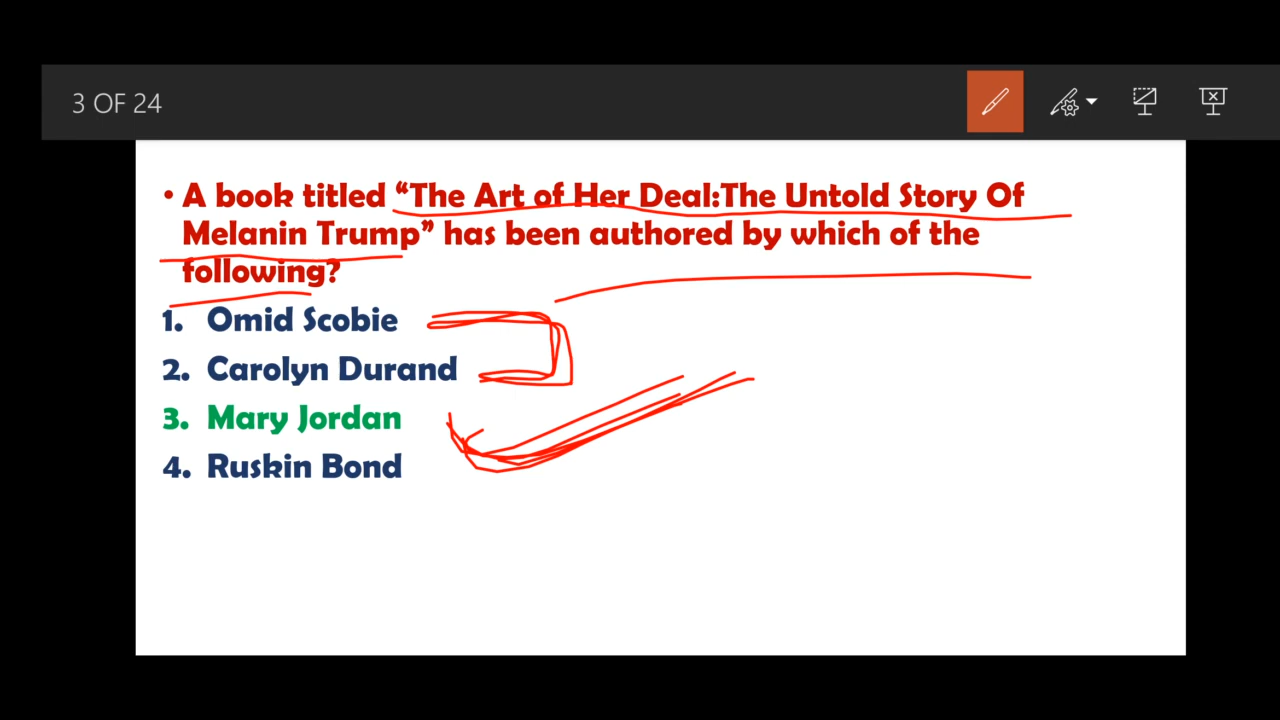 3 OF 24
• A book titled “The Art of Her Deal:The Untold Story Of
Melanin Trump” has been authored by which of the
following?
1. Omid Scobie
2. Carolyn Durand
3. Mary Jordan
4. Ruskin Bond